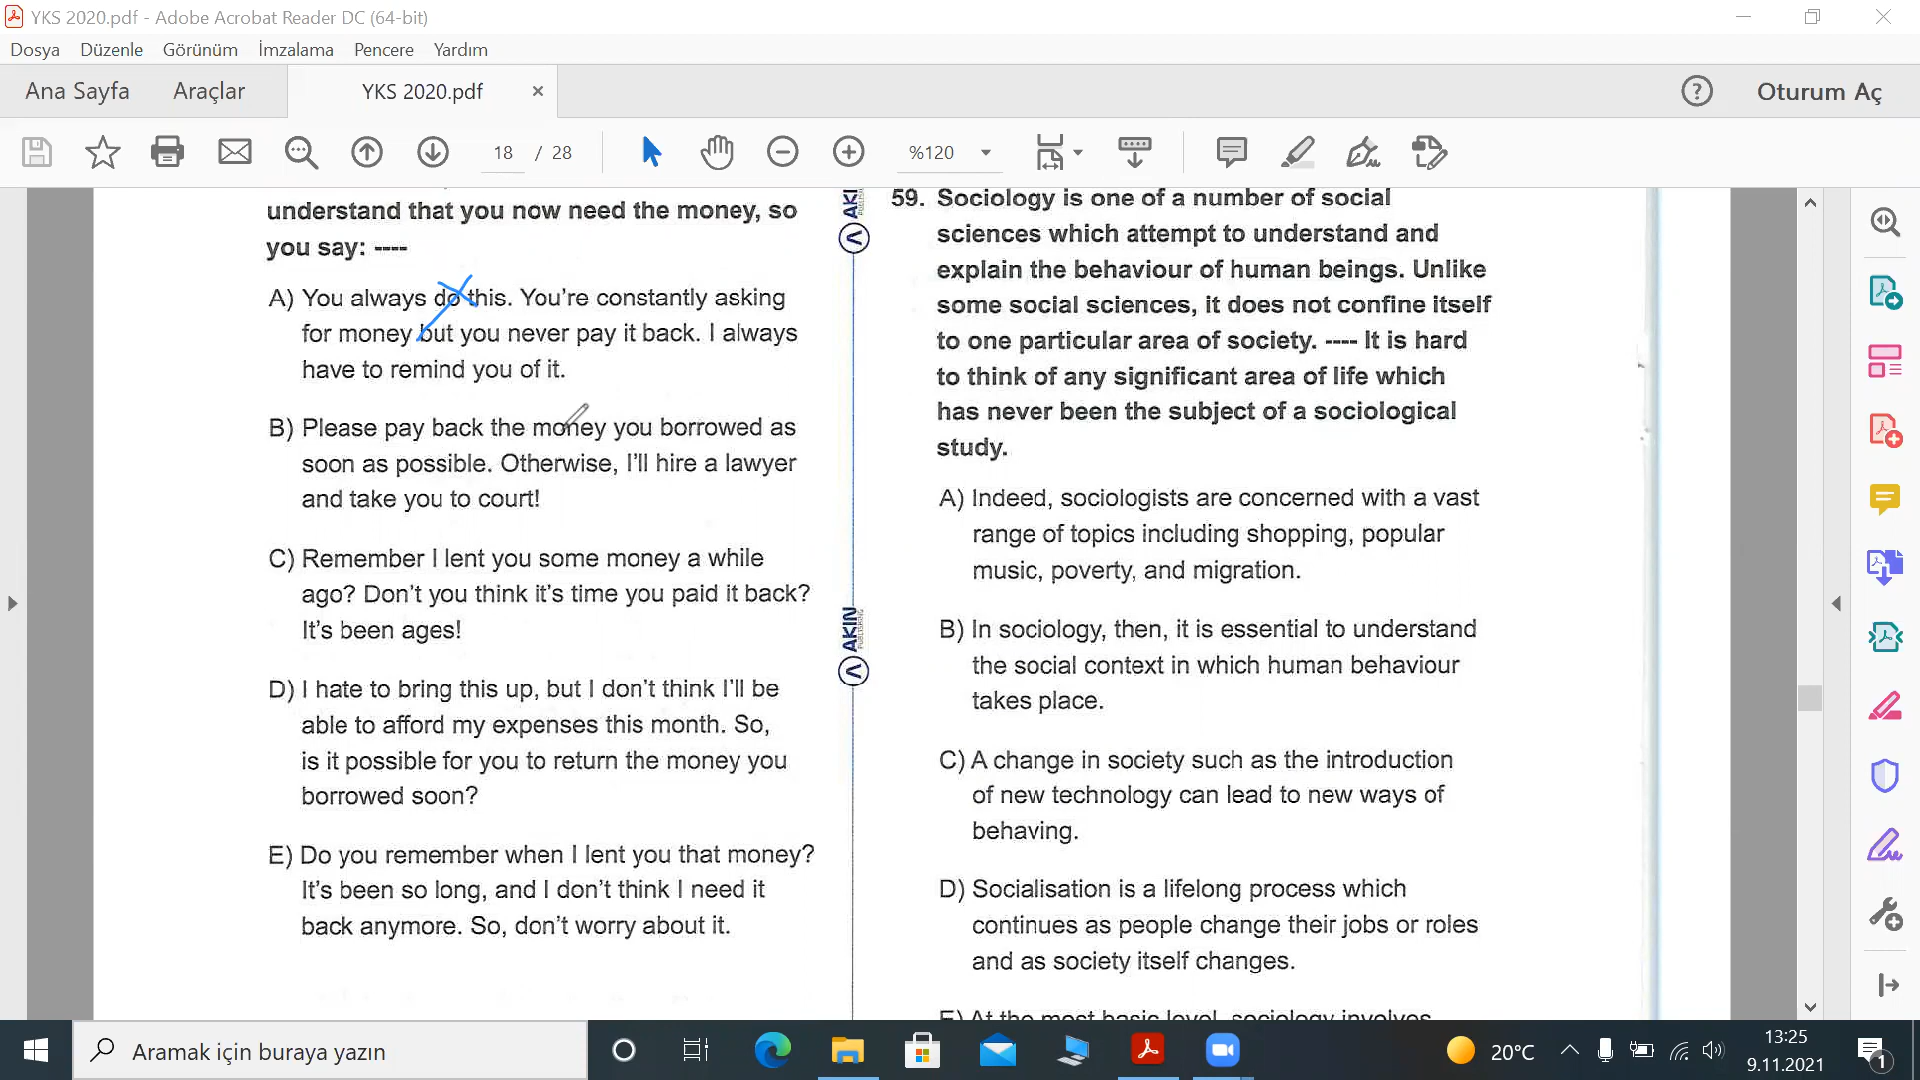 YKS 2020.pdf - Adobe Acrobat Reader DC (64-bit)
Dosya Düzenle Görünüm İmzalama Pencere Yardım
Ana Sayfa Araçlar YKS 2020.pdf × ? Oturum Aç
18 / 28 %120
understand that you now need the money, so
you say: ----
A) You always do this. You're constantly asking
for money but you never pay it back. I always
have to remind you of it.
B) Please pay back the money you borrowed as
soon as possible. Otherwise, I'll hire a lawyer
and take you to court!
C) Remember I lent you some money a while
ago? Don't you think it's time you paid it back?
It's been ages!
D) I hate to bring this up, but I don't think I'll be
able to afford my expenses this month. So,
is it possible for you to return the money you
borrowed soon?
E) Do you remember when I lent you that money?
It's been so long, and I don't think I need it
back anymore. So, don't worry about it.
AKIN
PUBLISHING
59. Sociology is one of a number of social
sciences which attempt to understand and
explain the behaviour of human beings. Unlike
some social sciences, it does not confine itself
to one particular area of society. ---- It is hard
to think of any significant area of life which
has never been the subject of a sociological
study.
A) Indeed, sociologists are concerned with a vast
range of topics including shopping, popular
music, poverty, and migration.
B) In sociology, then, it is essential to understand
the social context in which human behaviour
takes place.
C) A change in society such as the introduction
of new technology can lead to new ways of
behaving.
D) Socialisation is a lifelong process which
continues as people change their jobs or roles
and as society itself changes.
E) At the most basic level, sociology involves
Aramak için buraya yazın
20°C
13:25
9.11.2021
1